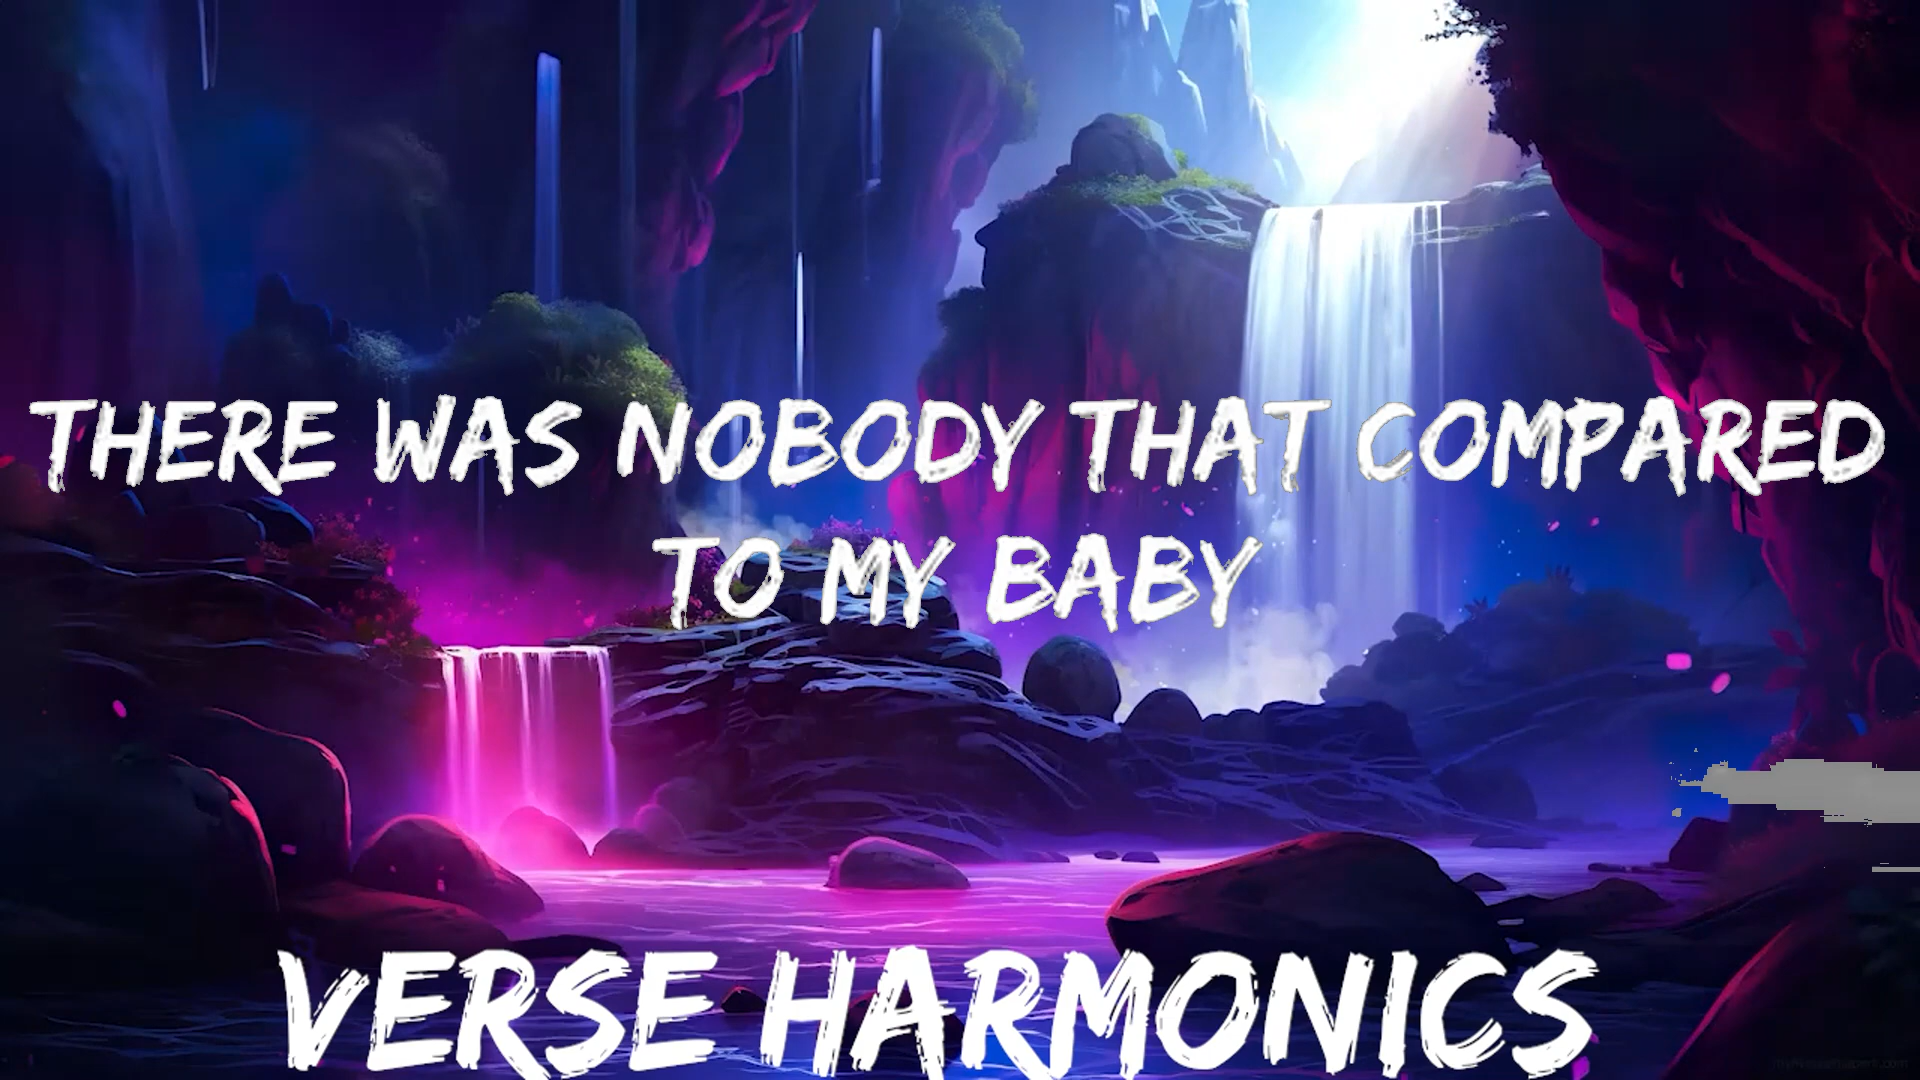 THERE WAS NOBODY THAT COMPARED
TO MY BABY
VERSE HARMONICS